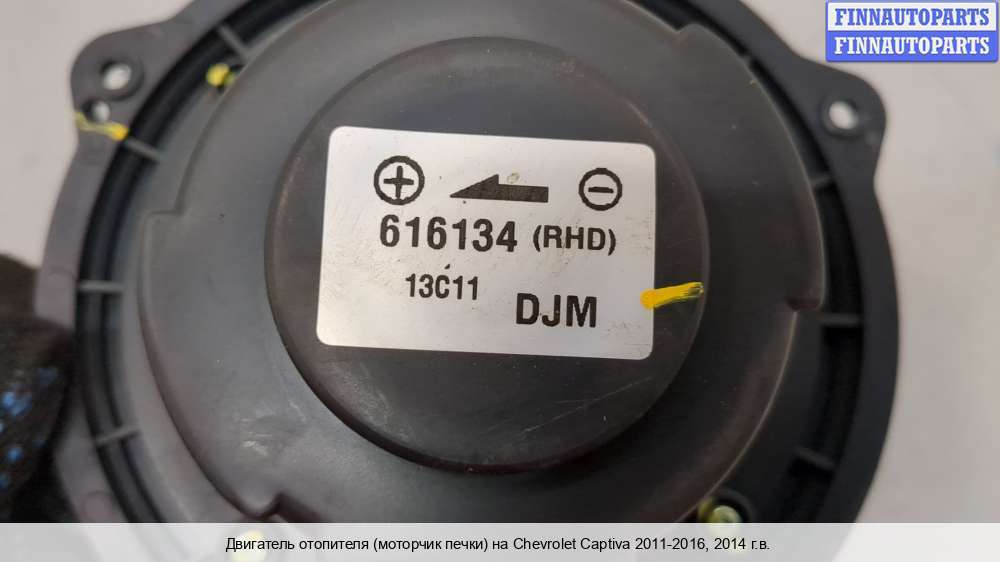 FINNAUTOPARTS
FINNAUTOPARTS
616134 (RHD)
13C11
DJM
Двигатель отопителя (моторчик печки) на Chevrolet Captiva 2011-2016, 2014 г.в.